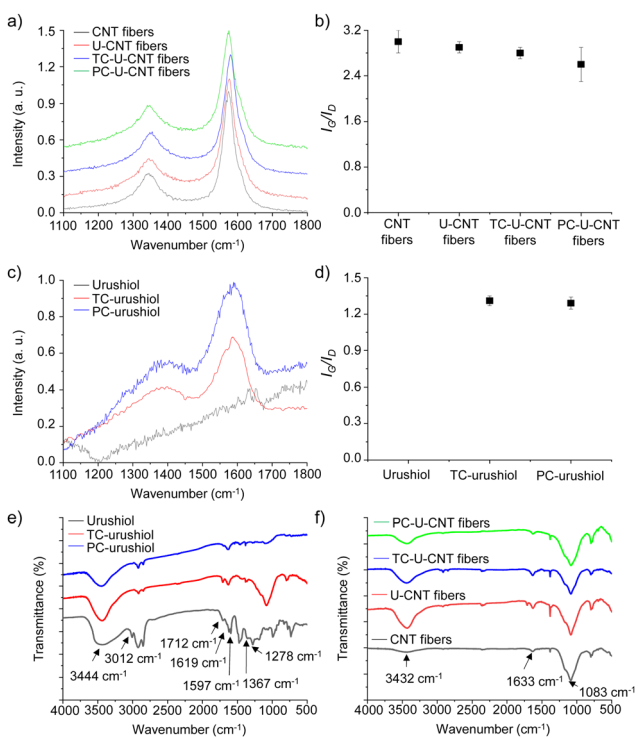 a)
CNT fibers
U-CNT fibers
TC-U-CNT fibers
PC-U-CNT fibers
Intensity (a. u.)
1.5
1.2
0.9
0.6
0.3
0.0
1100 1200 1300 1400 1500 1600 1700 1800
Wavenumber (cm-1)
b)
IG/ID
3.2
2.4
1.6
0.8
0.0
CNT fibers
U-CNT fibers
TC-U-CNT fibers
PC-U-CNT fibers
c)
Urushiol
TC-urushiol
PC-urushiol
Intensity (a. u.)
1.0
0.8
0.6
0.4
0.2
0.0
1100 1200 1300 1400 1500 1600 1700 1800
Wavenumber (cm-1)
d)
IG/ID
1.5
1.2
0.9
0.6
0.3
0.0
Urushiol TC-urushiol PC-urushiol
e)
Urushiol
TC-urushiol
PC-urushiol
Transmittance (%)
1712 cm-1
3012 cm-1
1278 cm-1
1619 cm-1
3444 cm-1
1597 cm-1
1367 cm-1
4000 3500 3000 2500 2000 1500 1000 500
Wavenumber (cm-1)
f)
PC-U-CNT fibers
TC-U-CNT fibers
U-CNT fibers
CNT fibers
Transmittance (%)
3432 cm-1
1633 cm-1
1083 cm-1
4000 3500 3000 2500 2000 1500 1000 500
Wavenumber (cm-1)